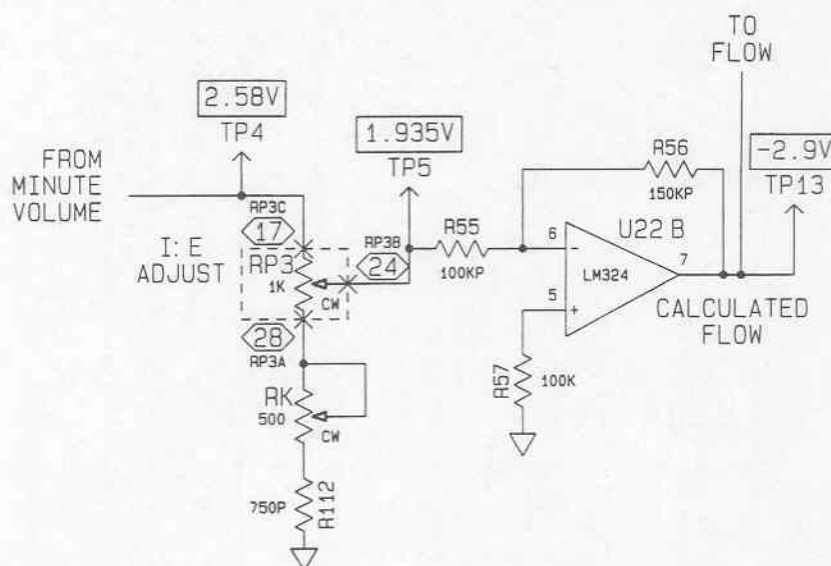 TO
FLOW
2.58V
TP4
1.935V
TP5
-2.9V
TP13
FROM
MINUTE
VOLUME
R56
150KP
RP3C
17
I:E
ADJUST
RP3
1K
CW
RP3B
24
R55
100KP
U22 B
6
-
LM324
7
5
+
CALCULATED
FLOW
28
RP3A
R57
100K
RK
500
CW
750P
R112